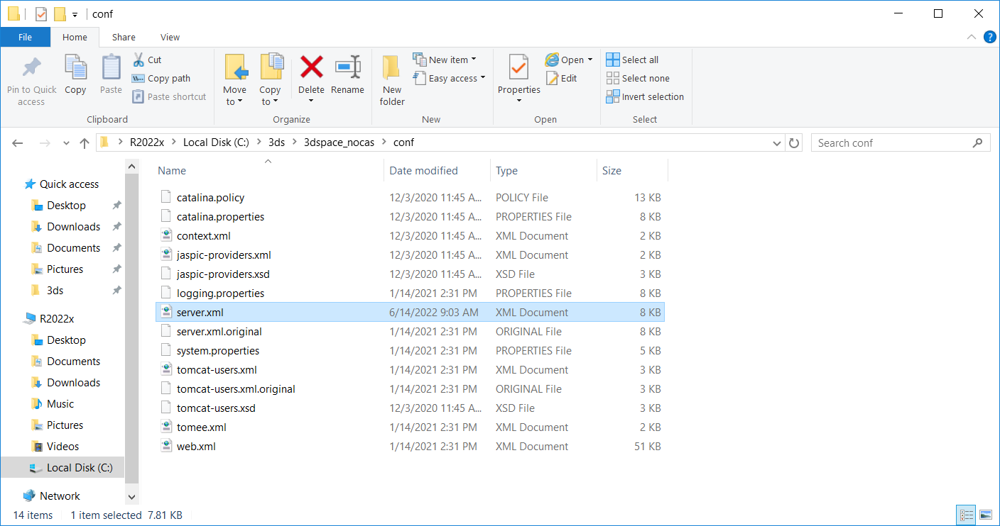 conf
File Home Share View
Pin to Quick access
Copy
Paste
Cut
Copy path
Paste shortcut
Clipboard
Move to
Copy to
Delete
Rename
Organize
New folder
New item
Easy access
New
Properties
Open
Edit
Open
Select all
Select none
Invert selection
Select
R2022x > Local Disk (C:) > 3ds > 3dspace_nocas > conf
Search conf
Quick access
Desktop
Downloads
Documents
Pictures
3ds
R2022x
Desktop
Documents
Downloads
Music
Pictures
Videos
Local Disk (C:)
Network
Name Date modified Type Size
catalina.policy 12/3/2020 11:45 A... POLICY File 13 KB
catalina.properties 12/3/2020 11:45 A... PROPERTIES File 8 KB
context.xml 12/3/2020 11:45 A... XML Document 2 KB
jaspic-providers.xml 12/3/2020 11:45 A... XML Document 2 KB
jaspic-providers.xsd 12/3/2020 11:45 A... XSD File 3 KB
logging.properties 1/14/2021 2:31 PM PROPERTIES File 8 KB
server.xml 6/14/2022 9:03 AM XML Document 8 KB
server.xml.original 1/14/2021 2:31 PM ORIGINAL File 8 KB
system.properties 1/14/2021 2:31 PM PROPERTIES File 5 KB
tomcat-users.xml 1/14/2021 2:31 PM XML Document 3 KB
tomcat-users.xml.original 1/14/2021 2:31 PM ORIGINAL File 3 KB
tomcat-users.xsd 12/3/2020 11:45 A... XSD File 3 KB
tomee.xml 1/14/2021 2:31 PM XML Document 2 KB
web.xml 1/14/2021 2:31 PM XML Document 51 KB
14 items 1 item selected 7.81 KB